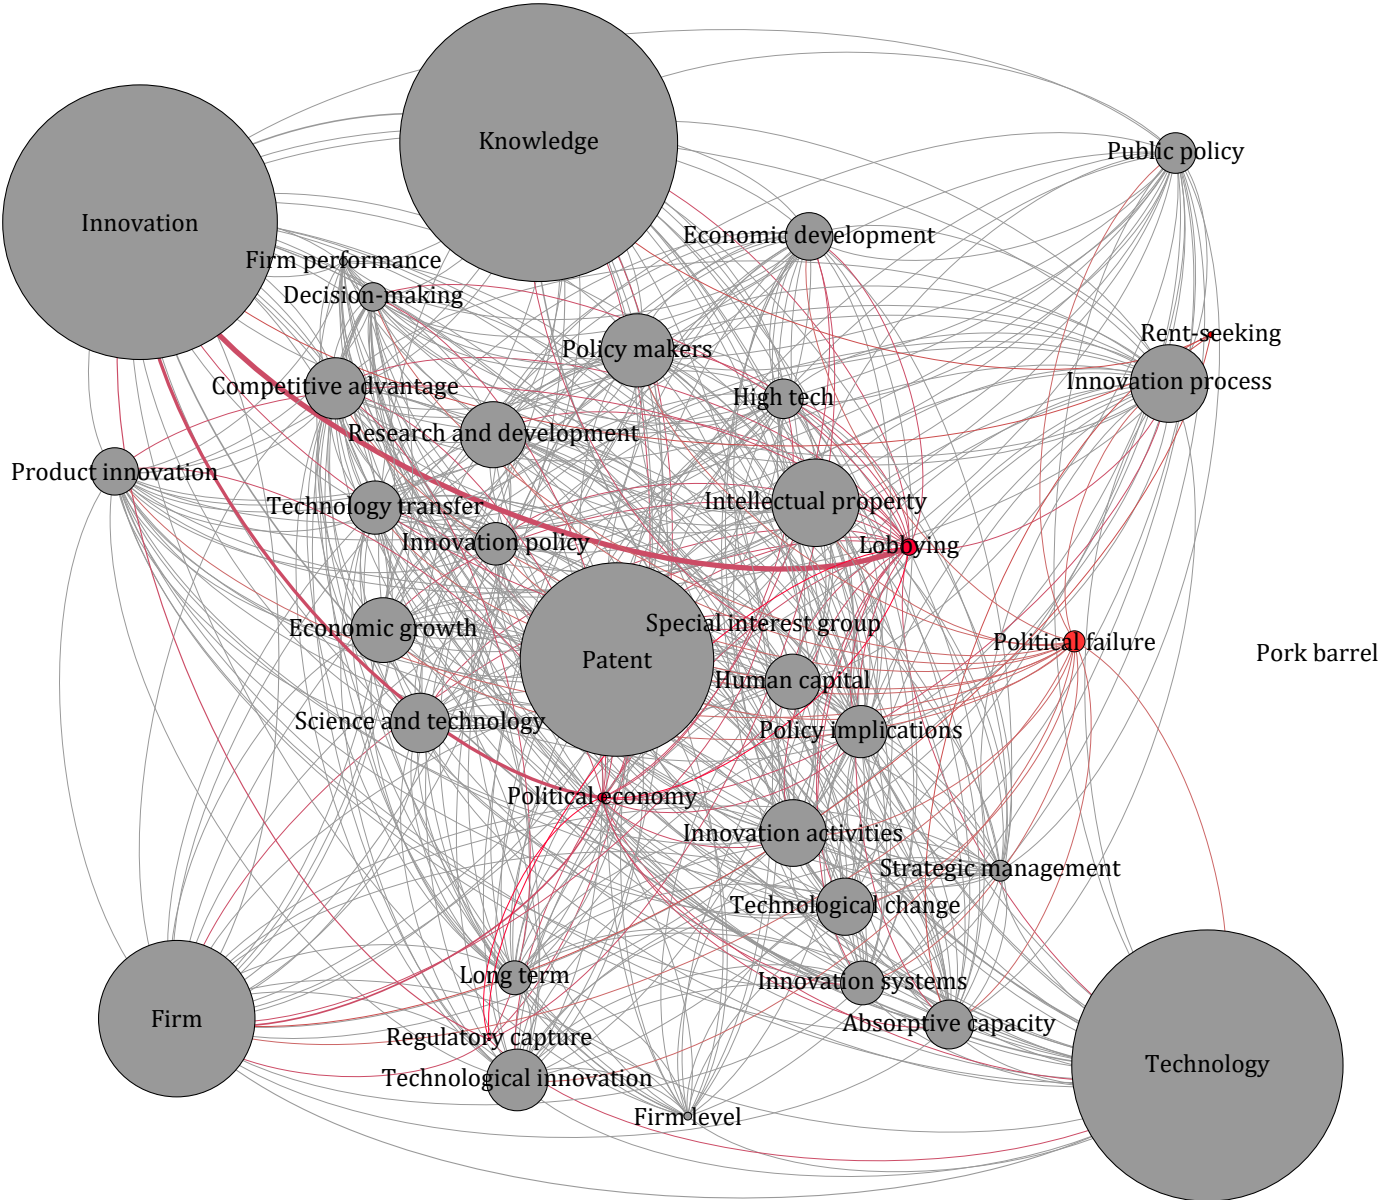 Knowledge
Public policy
Innovation
Economic development
Firm performance
Decision-making
Rent-seeking
Policy makers
Innovation process
Competitive advantage
High tech
Research and development
Product innovation
Intellectual property
Technology transfer
Innovation policy
Lobbying
Special interest group
Economic growth
Political failure
Pork barrel
Patent
Human capital
Science and technology
Policy implications
Political economy
Innovation activities
Strategic management
Technological change
Long term
Innovation systems
Firm
Absorptive capacity
Regulatory capture
Technology
Technological innovation
Firm level